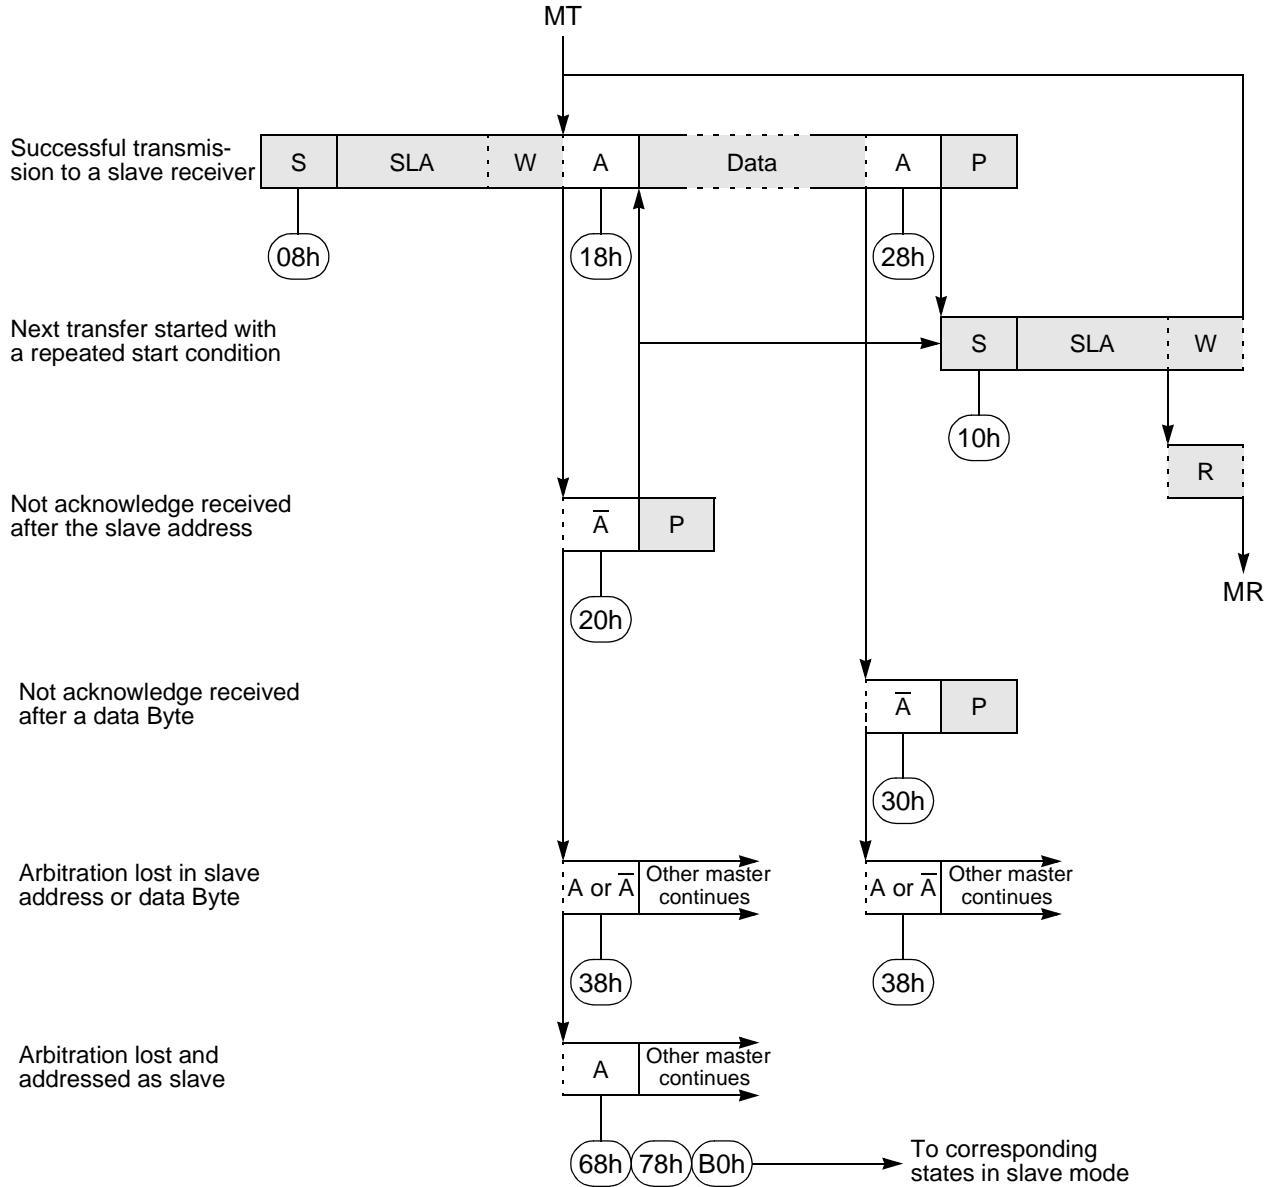 MT
Successful transmis-
sion to a slave receiver
S SLA W A Data A P
08h 18h 28h
Next transfer started with
a repeated start condition
S SLA W
10h
R
MR
Not acknowledge received
after the slave address
A̅ P
20h
Not acknowledge received
after a data Byte
A̅ P
30h
Arbitration lost in slave
address or data Byte
A or A̅ Other master
continues
A or A̅ Other master
continues
38h 38h
Arbitration lost and
addressed as slave
A Other master
continues
68h 78h B0h
To corresponding
states in slave mode